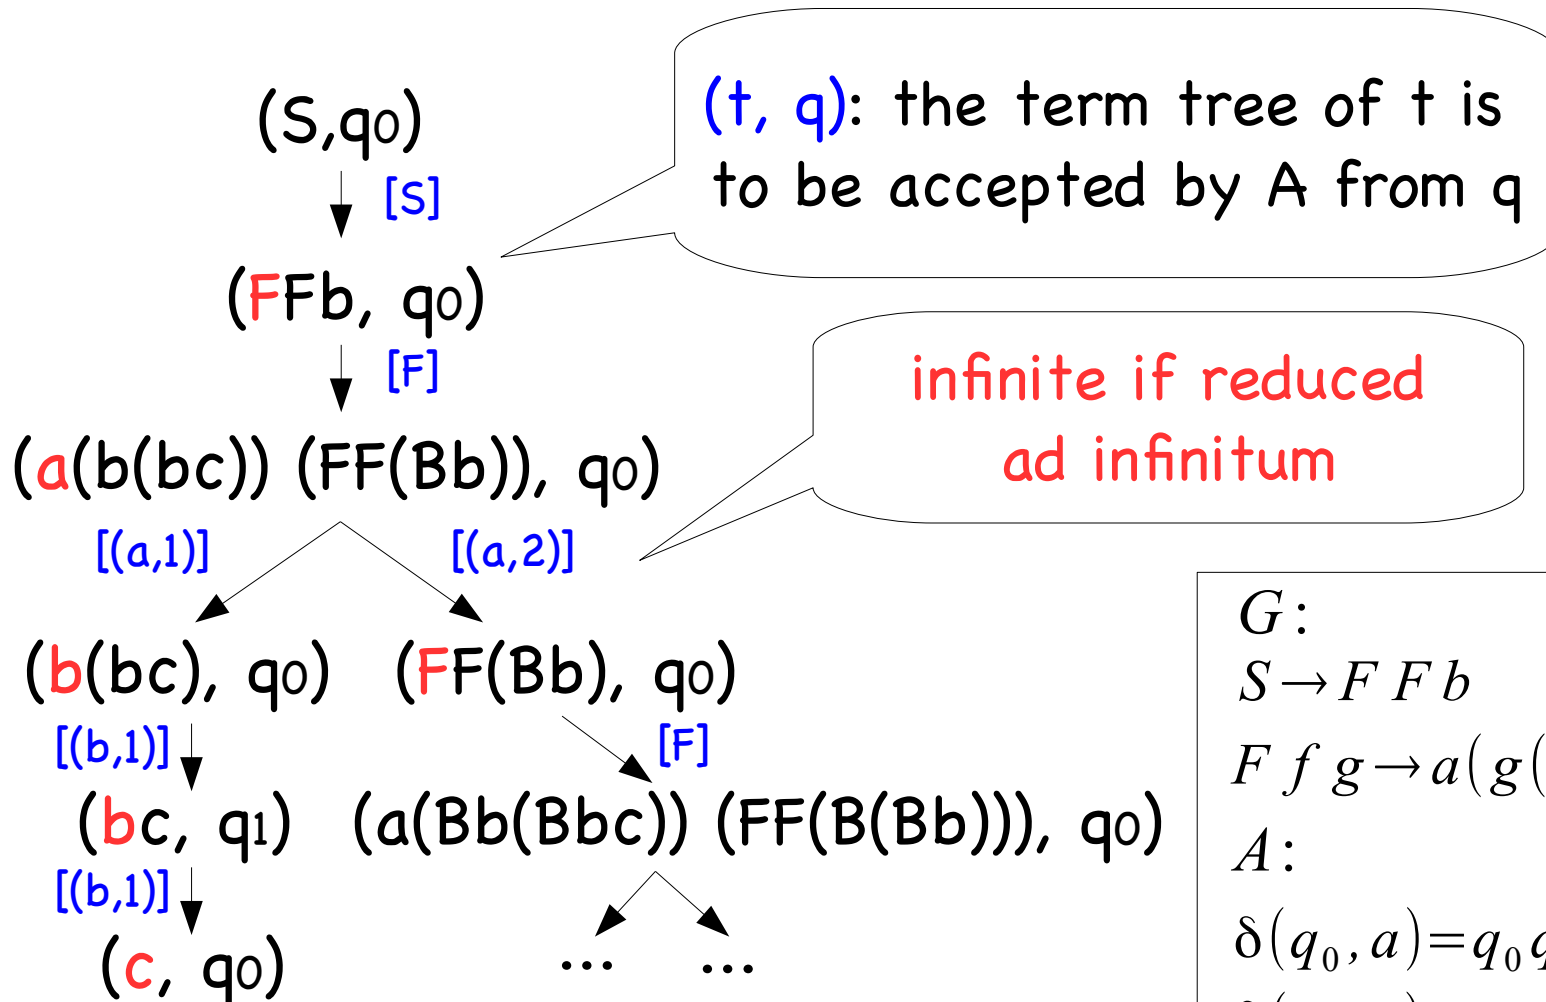 (t, q): the term tree of t is
to be accepted by A from q
(S,q0)
[S]
(FFb, q0)
[F]
infinite if reduced
ad infinitum
(a(b(bc)) (FF(Bb)), q0)
[(a,1)] [(a,2)]
(b(bc), q0) (FF(Bb), q0)
[(b,1)] [F]
(bc, q1) (a(Bb(Bbc)) (FF(B(Bb))), q0)
[(b,1)]
(c, q0) ... ...
G:
S→F F b
F f g→a(g(
A:
δ(q₀,a)=q₀q